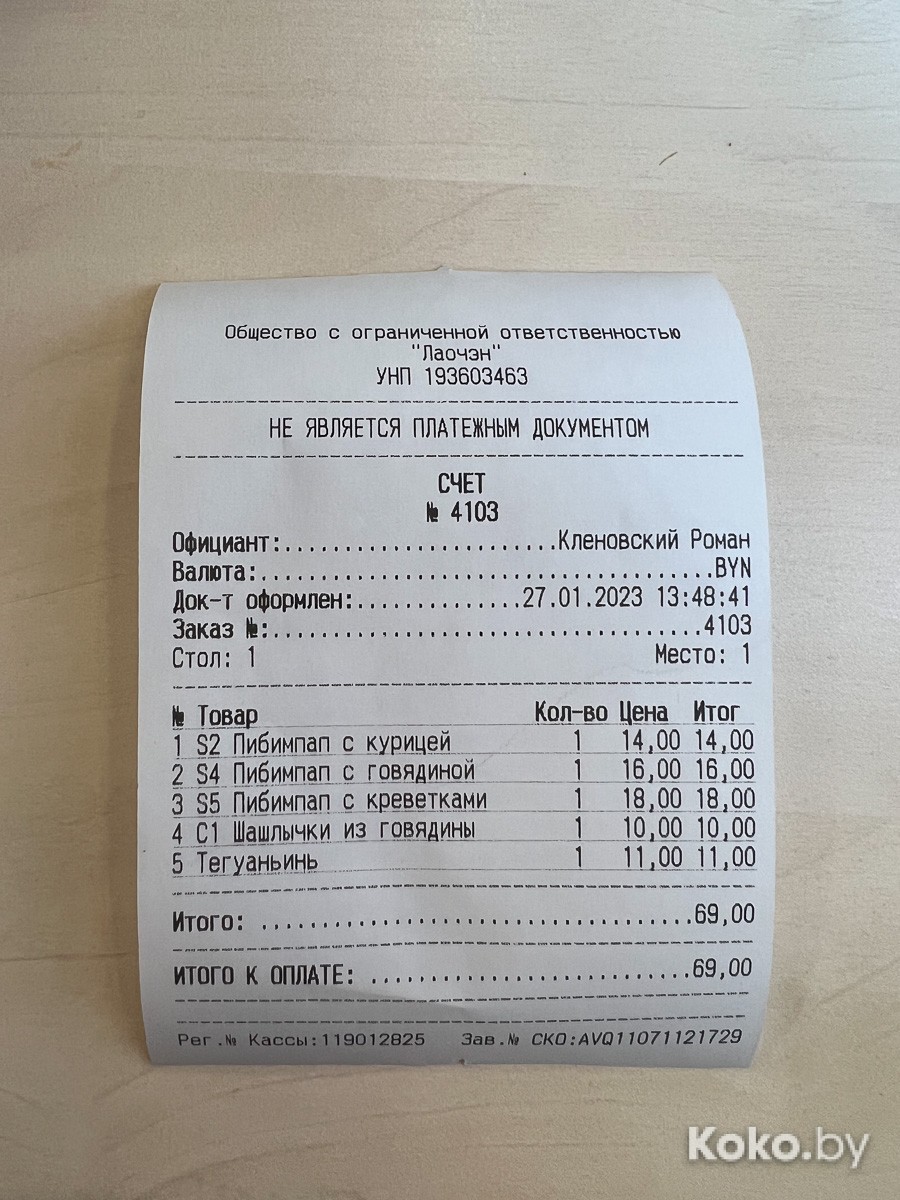 Общество с ограниченной ответственностью
"Лаочэн"
УНП 193603463
НЕ ЯВЛЯЕТСЯ ПЛАТЕЖНЫМ ДОКУМЕНТОМ
СЧЕТ
№ 4103
Официант:.......................Кленовский Роман
Валюта:......................................BYN
Док-т оформлен:..............27.01.2023 13:48:41
Заказ №:....................................4103
Стол: 1 Место: 1
№ Товар Кол-во Цена Итог
1 S2 Пибимпап с курицей 1 14,00 14,00
2 S4 Пибимпап с говядиной 1 16,00 16,00
3 S5 Пибимпап с креветками 1 18,00 18,00
4 C1 Шашлычки из говядины 1 10,00 10,00
5 Тегуаньинь 1 11,00 11,00
Итого: ....................................69,00
ИТОГО К ОПЛАТЕ: ...........................69,00
Рег.№ Кассы:119012825 Зав.№ СКО:AVQ11071121729
Koko.by